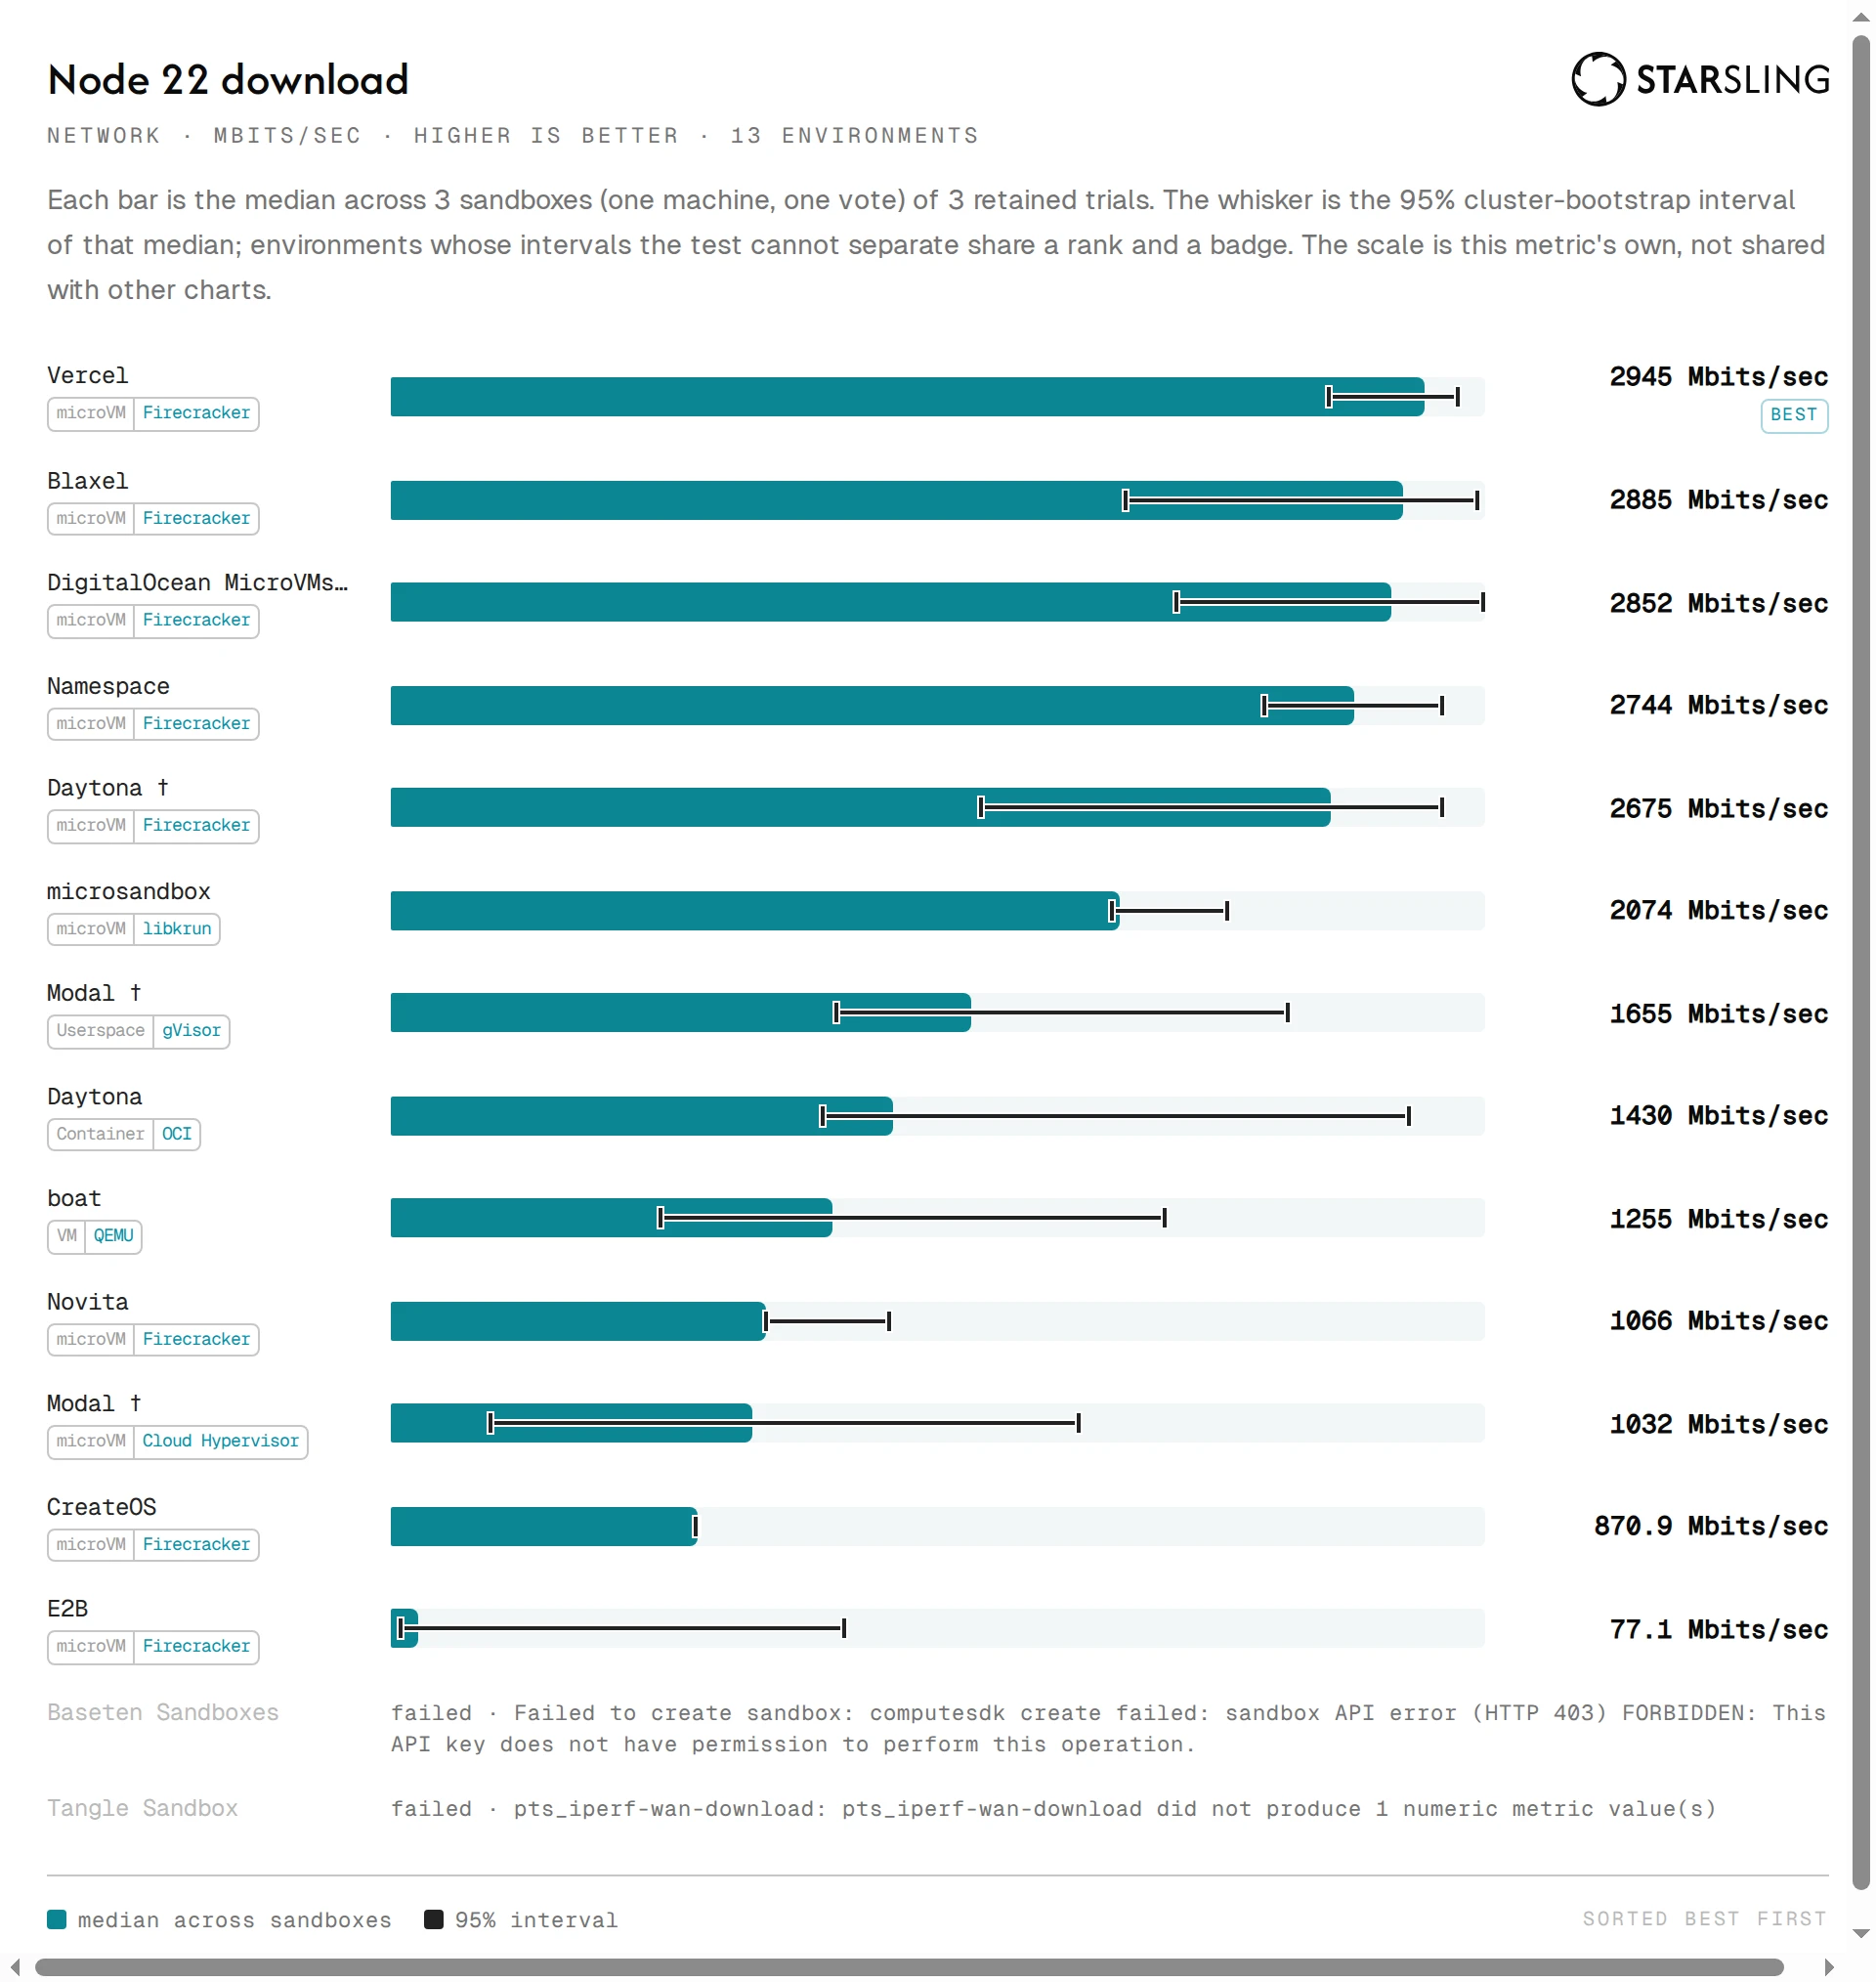 Node 22 download
STARSLING
NETWORK · MBITS/SEC · HIGHER IS BETTER · 13 ENVIRONMENTS
Each bar is the median across 3 sandboxes (one machine, one vote) of 3 retained trials. The whisker is the 95% cluster-bootstrap interval
of that median; environments whose intervals the test cannot separate share a rank and a badge. The scale is this metric's own, not shared
with other charts.
Vercel
microVM Firecracker
2945 Mbits/sec
BEST
Blaxel
microVM Firecracker
2885 Mbits/sec
DigitalOcean MicroVMs…
microVM Firecracker
2852 Mbits/sec
Namespace
microVM Firecracker
2744 Mbits/sec
Daytona †
microVM Firecracker
2675 Mbits/sec
microsandbox
microVM libkrun
2074 Mbits/sec
Modal †
Userspace gVisor
1655 Mbits/sec
Daytona
Container OCI
1430 Mbits/sec
boat
VM QEMU
1255 Mbits/sec
Novita
microVM Firecracker
1066 Mbits/sec
Modal †
microVM Cloud Hypervisor
1032 Mbits/sec
CreateOS
microVM Firecracker
870.9 Mbits/sec
E2B
microVM Firecracker
77.1 Mbits/sec
Baseten Sandboxes
failed · Failed to create sandbox: computesdk create failed: sandbox API error (HTTP 403) FORBIDDEN: This
API key does not have permission to perform this operation.
Tangle Sandbox
failed · pts_iperf-wan-download: pts_iperf-wan-download did not produce 1 numeric metric value(s)
median across sandboxes
95% interval
SORTED BEST FIRST